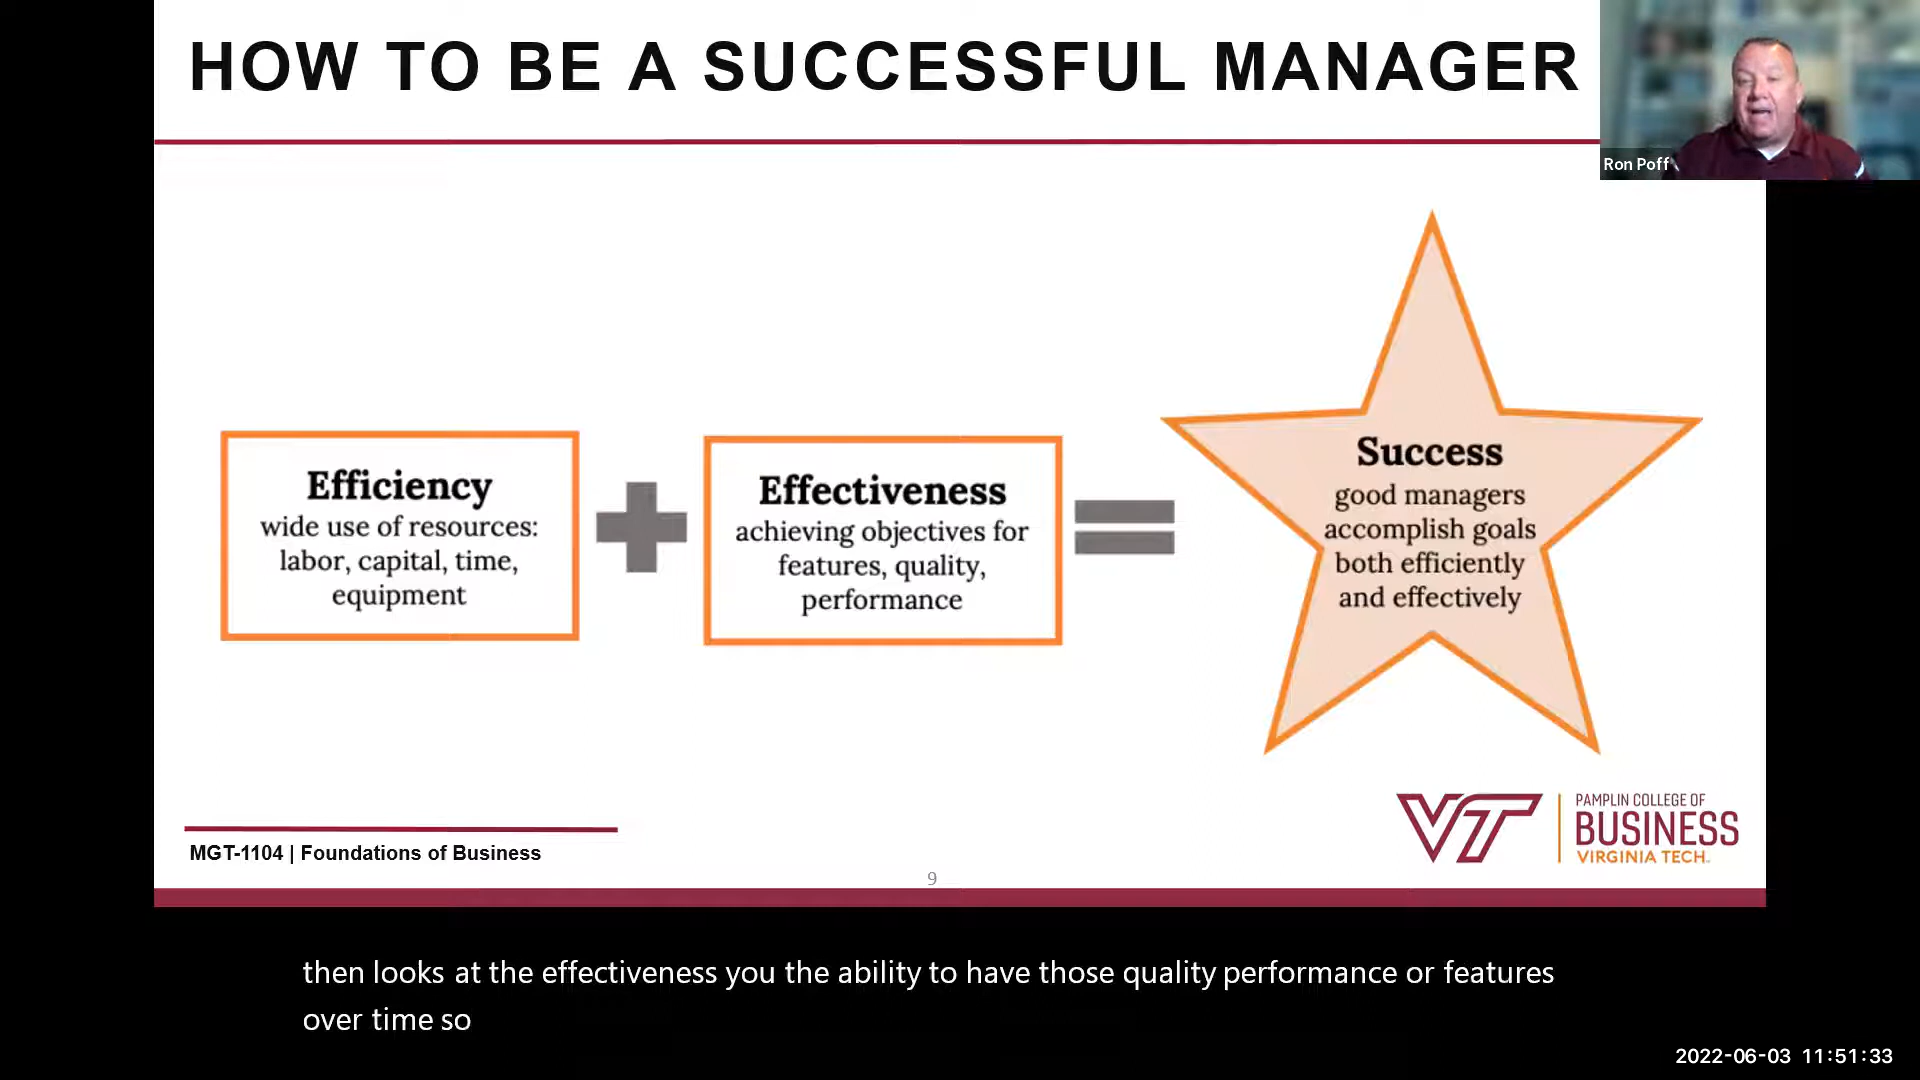 HOW TO BE A SUCCESSFUL MANAGER
Ron Poff
Efficiency
wide use of resources:
labor, capital, time,
equipment
Effectiveness
achieving objectives for
features, quality,
performance
Success
good managers
accomplish goals
both efficiently
and effectively
MGT-1104 | Foundations of Business
9
VT
PAMPLIN COLLEGE OF
BUSINESS
VIRGINIA TECH.
then looks at the effectiveness you the ability to have those quality performance or features
over time so
2022-06-03 11:51:33